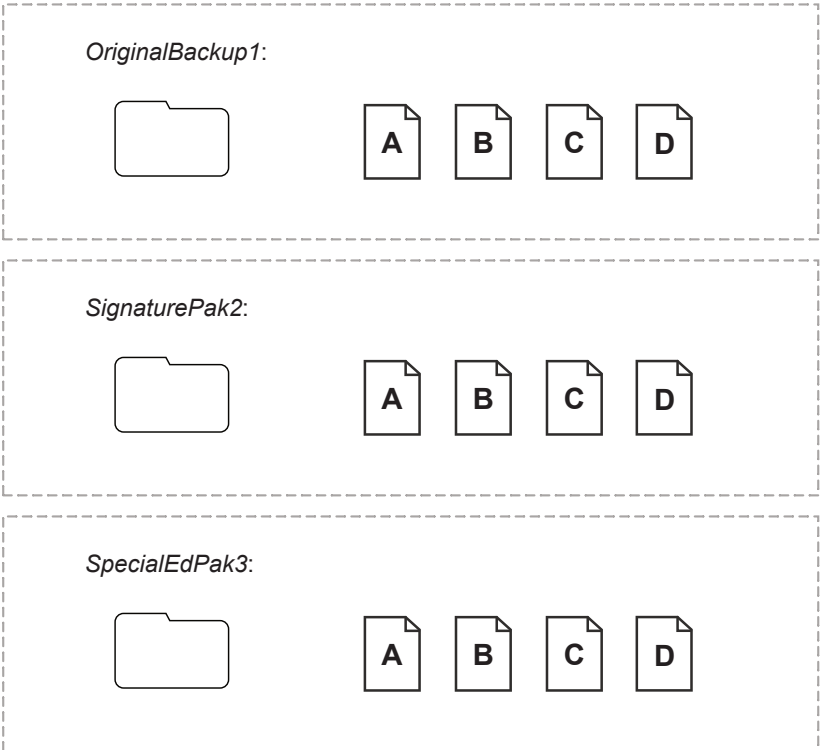 OriginalBackup1:
A B C D
SignaturePak2:
A B C D
SpecialEdPak3:
A B C D